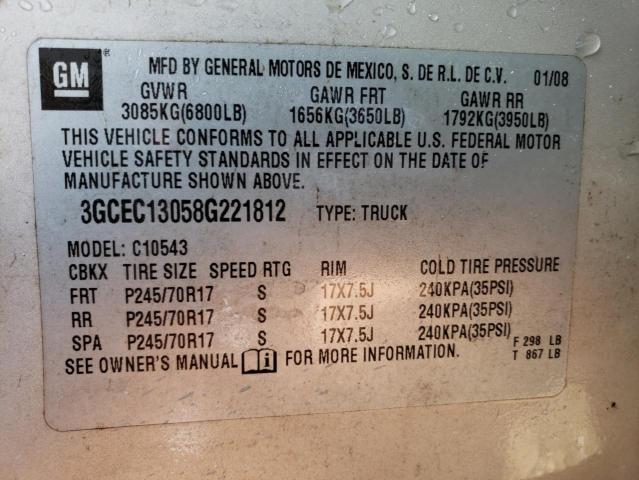 GM
MFD BY GENERAL MOTORS DE MEXICO, S. DE R.L. DE C.V. 01/08
GVWR GAWR FRT GAWR RR
3085KG(6800LB) 1656KG(3650LB) 1792KG(3950LB)
THIS VEHICLE CONFORMS TO ALL APPLICABLE U.S. FEDERAL MOTOR
VEHICLE SAFETY STANDARDS IN EFFECT ON THE DATE OF
MANUFACTURE SHOWN ABOVE.
3GCEC13058G221812 TYPE: TRUCK
MODEL: C10543
CBKX TIRE SIZE SPEED RTG RIM COLD TIRE PRESSURE
FRT P245/70R17 S 17X7.5J 240KPA(35PSI)
RR P245/70R17 S 17X7.5J 240KPA(35PSI)
SPA P245/70R17 S 17X7.5J 240KPA(35PSI)
F 298 LB
SEE OWNER'S MANUAL i FOR MORE INFORMATION.
T 867 LB